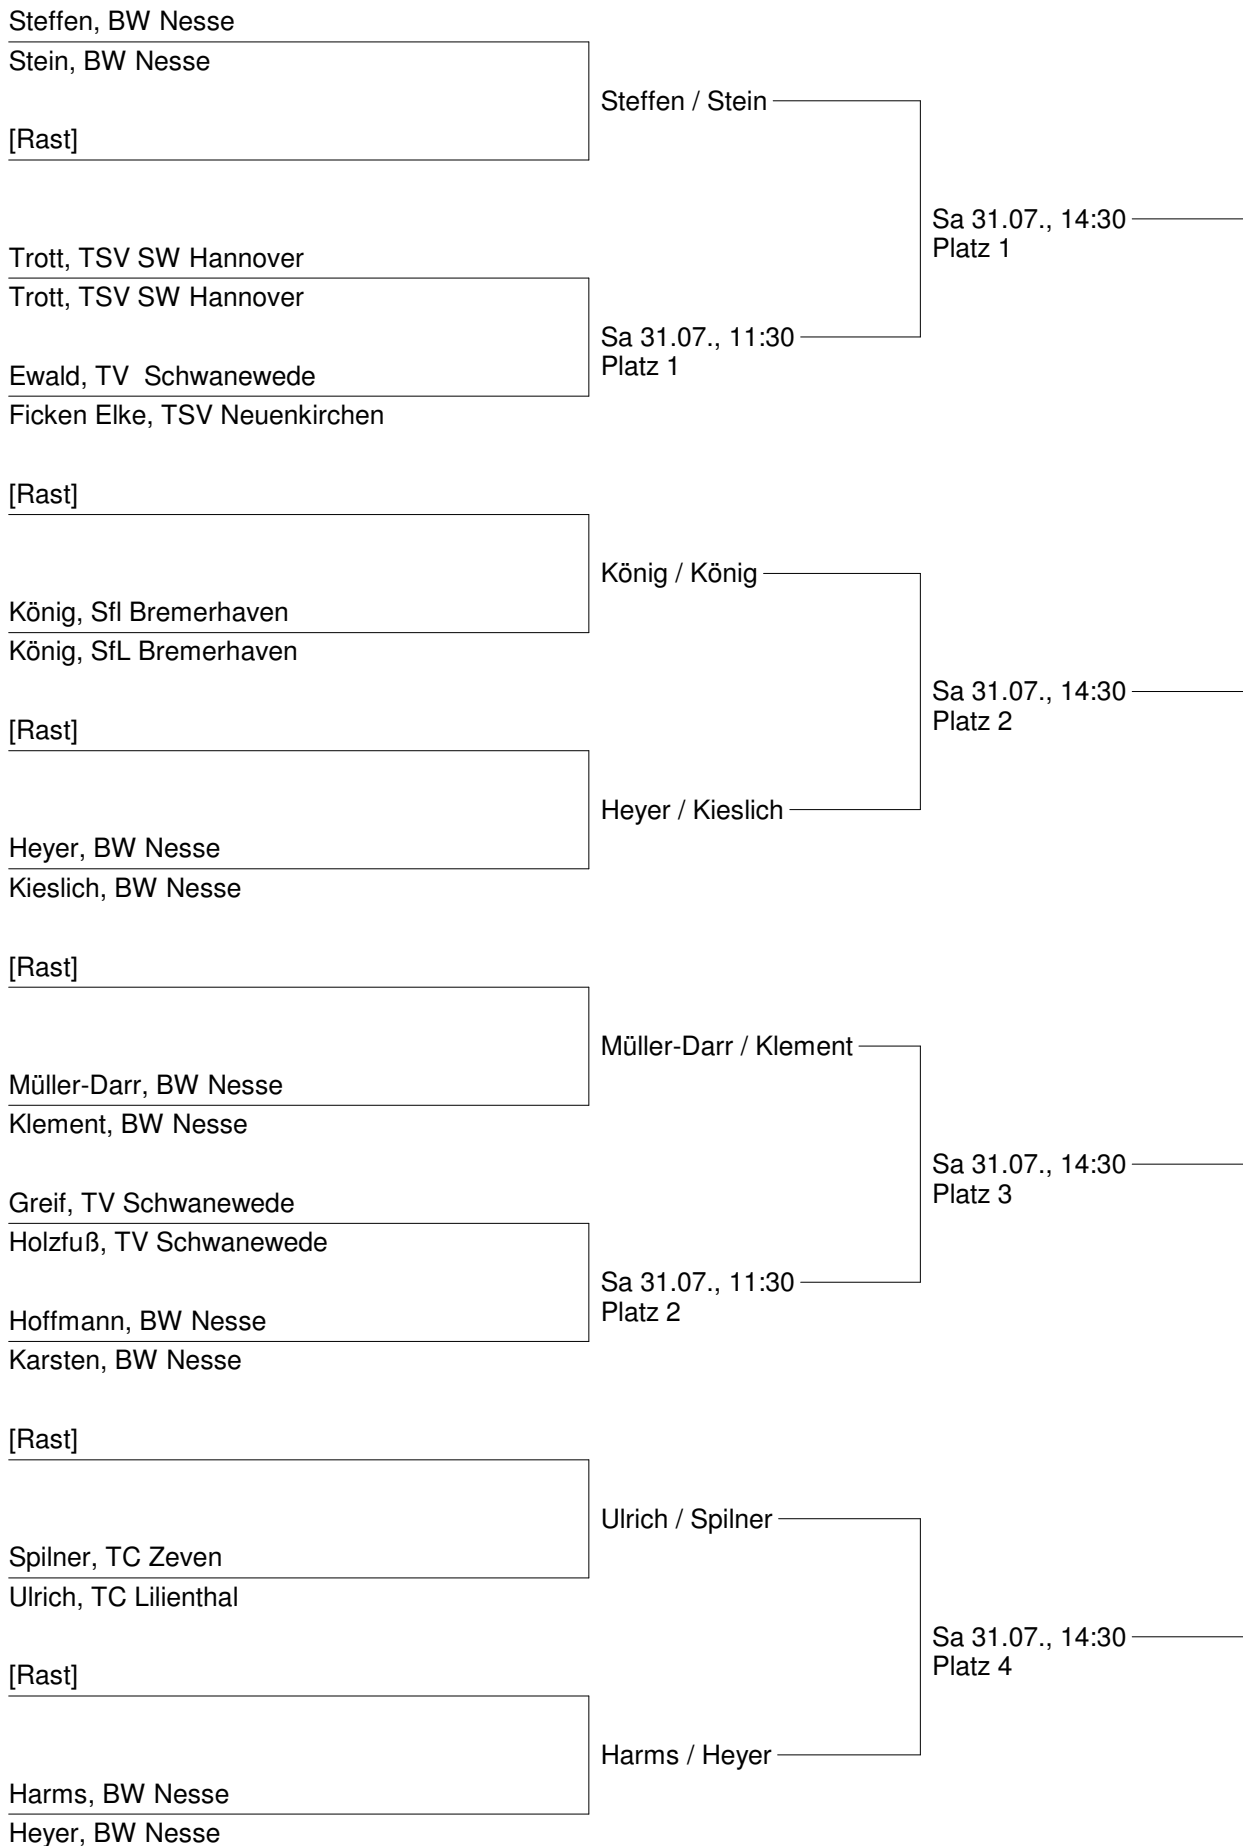 Steffen, BW Nesse
Stein, BW Nesse
Steffen / Stein
[Rast]
Sa 31.07., 14:30
Platz 1
Trott, TSV SW Hannover
Trott, TSV SW Hannover
Sa 31.07., 11:30
Platz 1
Ewald, TV  Schwanewede
Ficken Elke, TSV Neuenkirchen
[Rast]
König / König
König, Sfl Bremerhaven
König, SfL Bremerhaven
Sa 31.07., 14:30
Platz 2
[Rast]
Heyer / Kieslich
Heyer, BW Nesse
Kieslich, BW Nesse
[Rast]
Müller-Darr / Klement
Müller-Darr, BW Nesse
Klement, BW Nesse
Sa 31.07., 14:30
Platz 3
Greif, TV Schwanewede
Holzfuß, TV Schwanewede
Sa 31.07., 11:30
Platz 2
Hoffmann, BW Nesse
Karsten, BW Nesse
[Rast]
Ulrich / Spilner
Spilner, TC Zeven
Ulrich, TC Lilienthal
Sa 31.07., 14:30
Platz 4
[Rast]
Harms / Heyer
Harms, BW Nesse
Heyer, BW Nesse